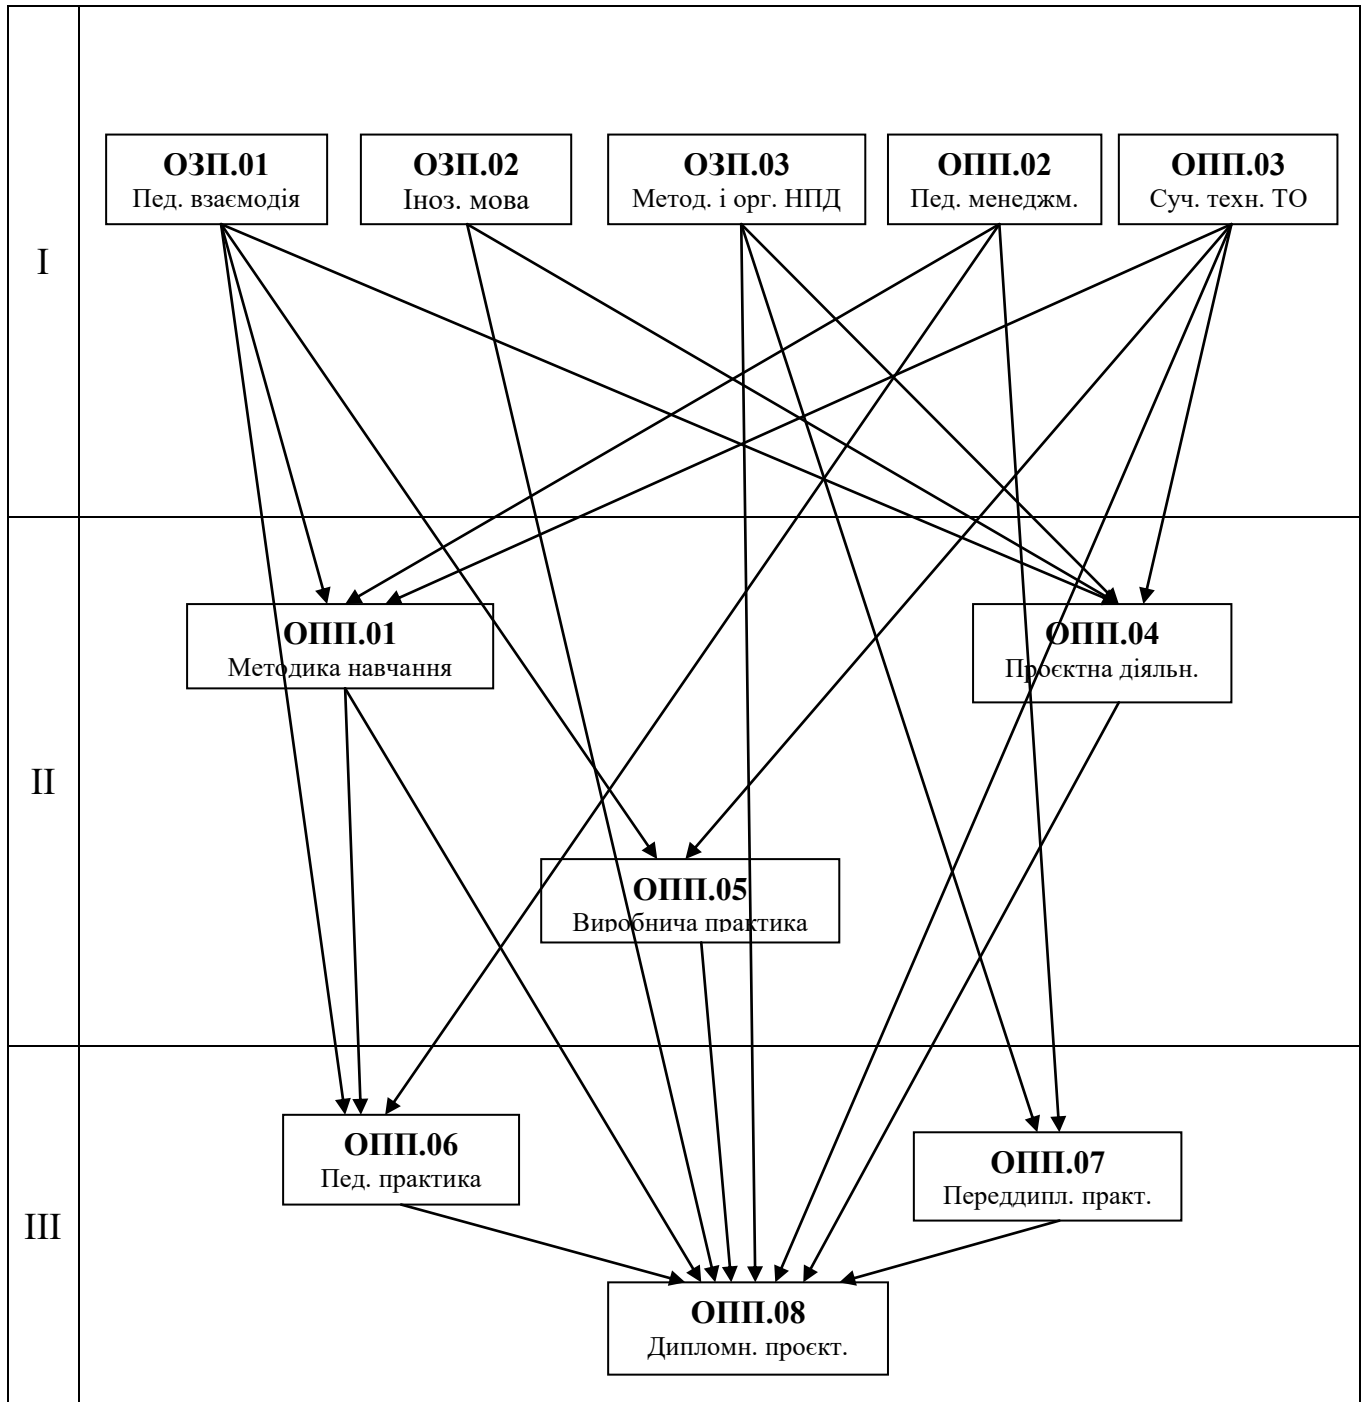 I
ОЗП.01
Пед. взаємодія
ОЗП.02
Іноз. мова
ОЗП.03
Метод. і орг. НПД
ОПП.02
Пед. менеджм.
ОПП.03
Суч. техн. ТО
II
ОПП.01
Методика навчання
ОПП.04
Проєктна діяльн.
ОПП.05
Виробнича практика
III
ОПП.06
Пед. практика
ОПП.07
Переддипл. практ.
ОПП.08
Дипломн. проєкт.